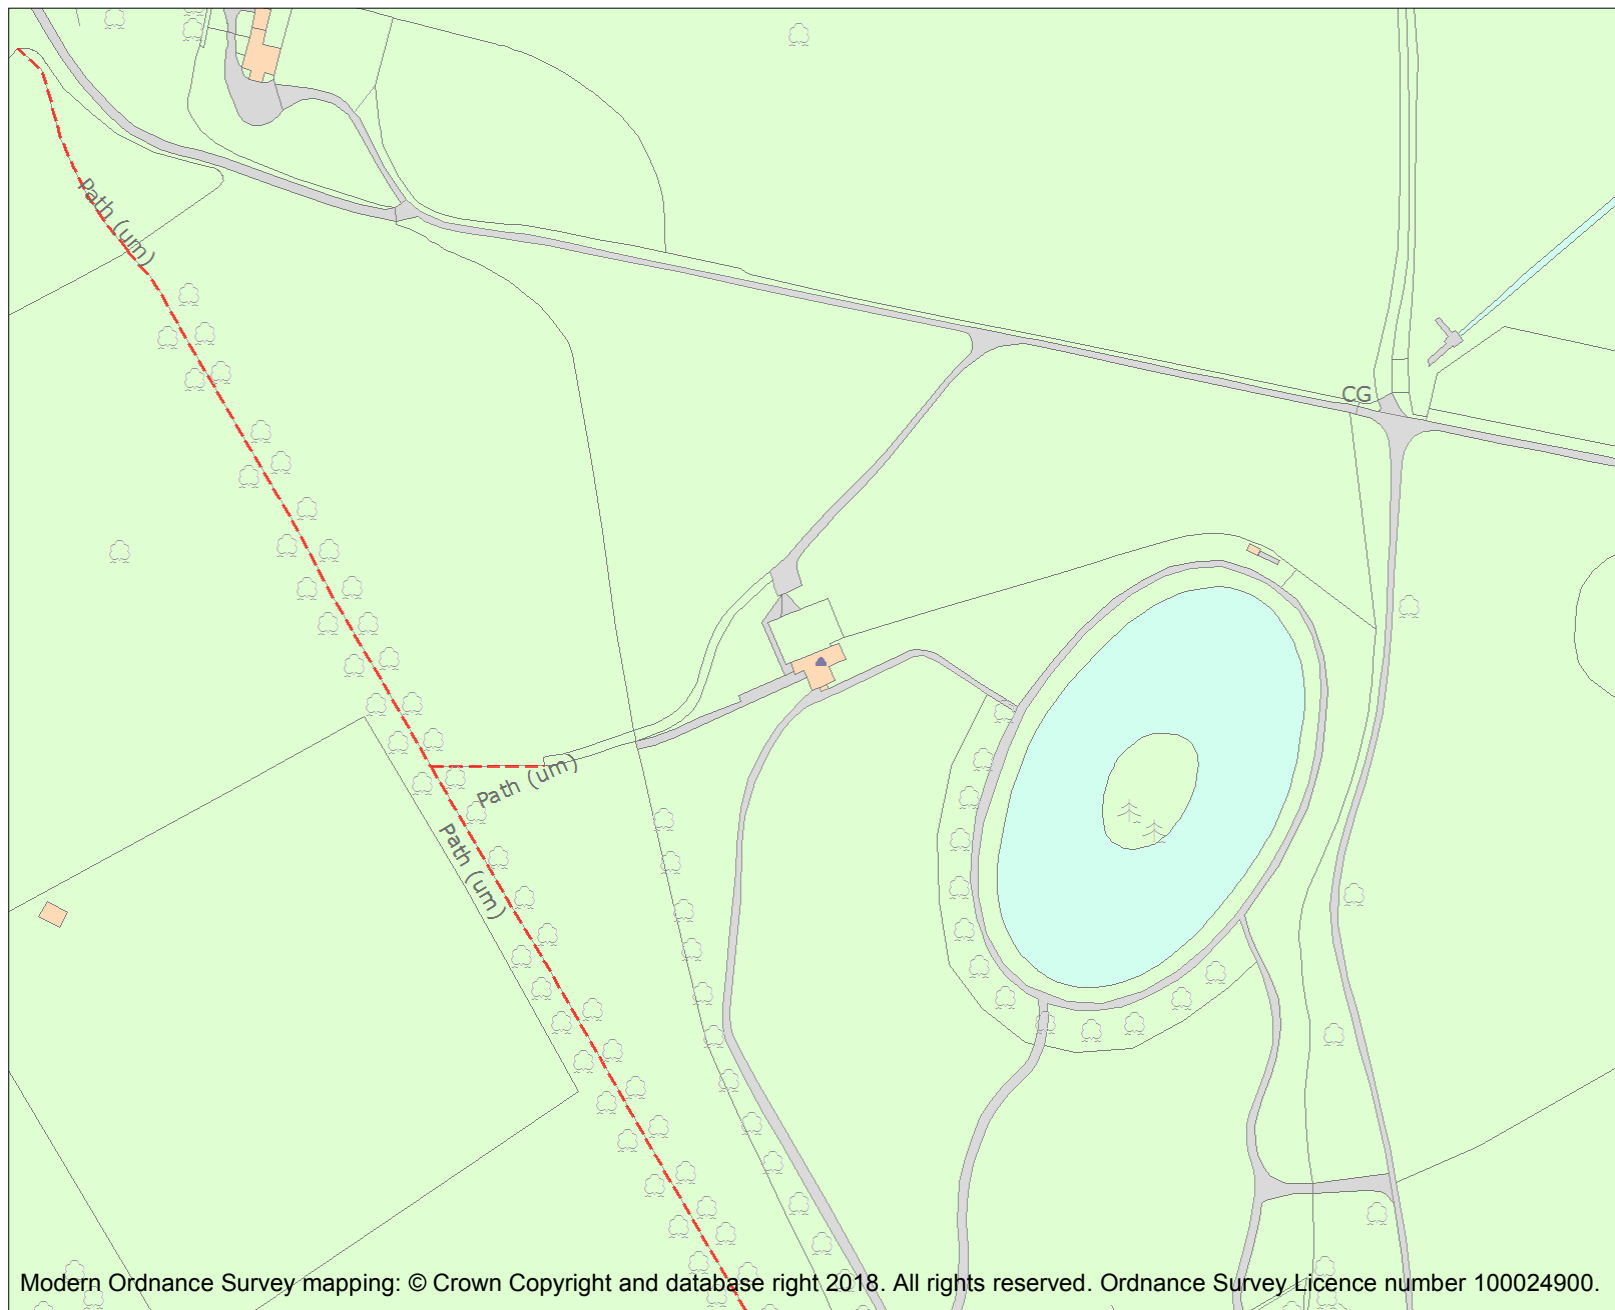 Path (um)
CG
Path (um)
Path (um)
Modern Ordnance Survey mapping: © Crown Copyright and database right 2018. All rights reserved. Ordnance Survey Licence number 100024900.